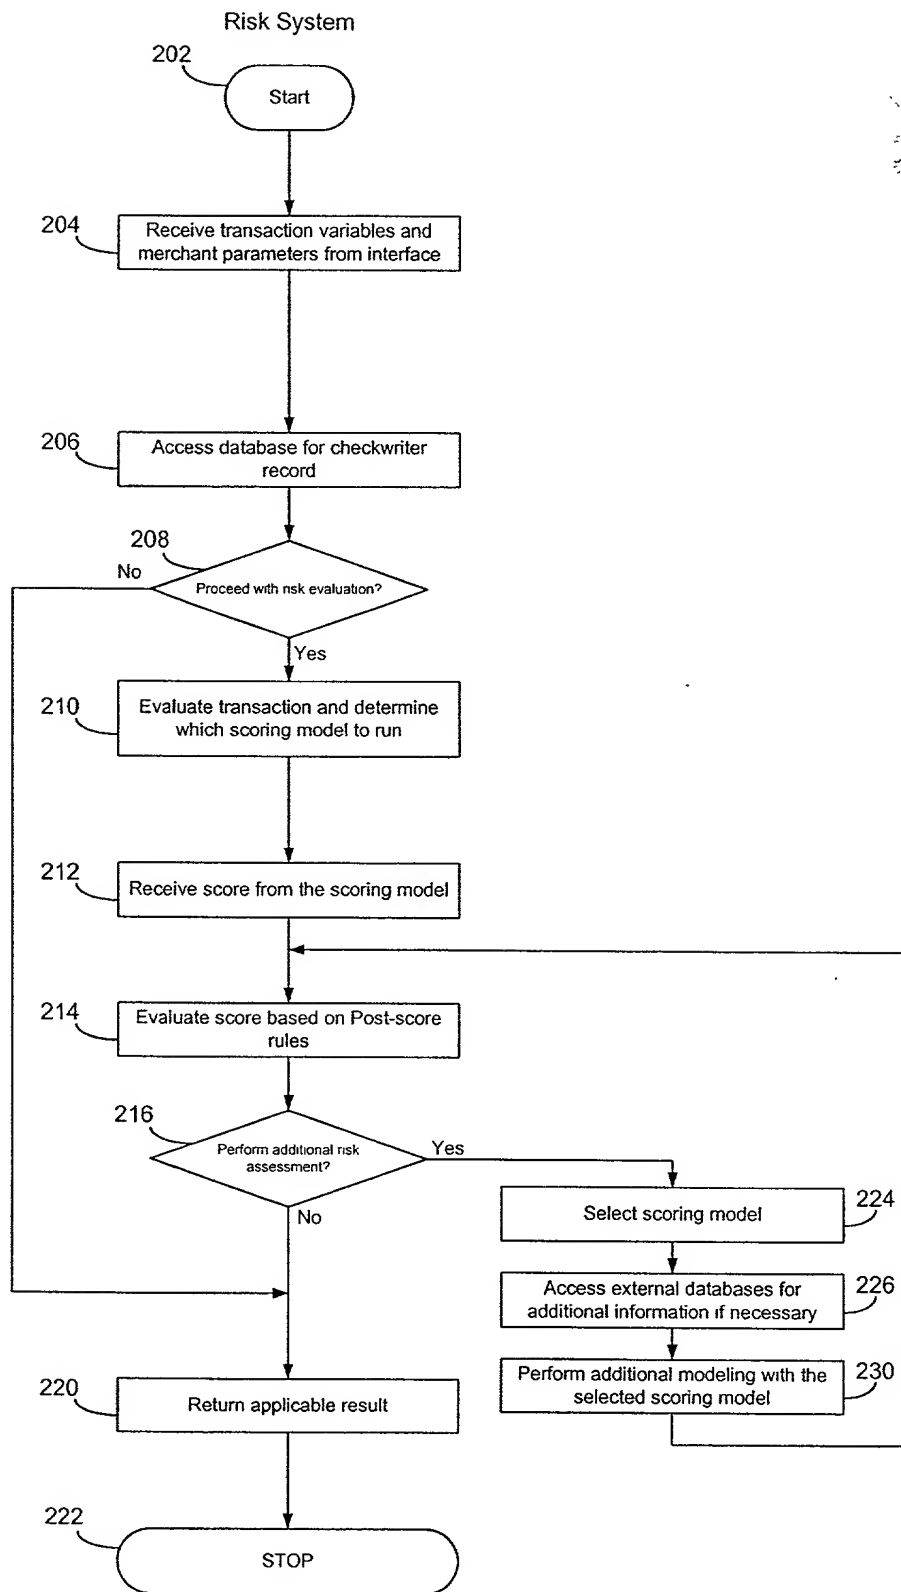 Risk System
202
Start
204
Receive transaction variables and
merchant parameters from interface
206
Access database for checkwriter
record
208
No
Proceed with risk evaluation?
Yes
210
Evaluate transaction and determine
which scoring model to run
212
Receive score from the scoring model
214
Evaluate score based on Post-score
rules
216
Perform additional risk
assessment?
Yes
No
Select scoring model
224
Access external databases for
additional information if necessary
226
Perform additional modeling with the
selected scoring model
230
220
Return applicable result
222
STOP